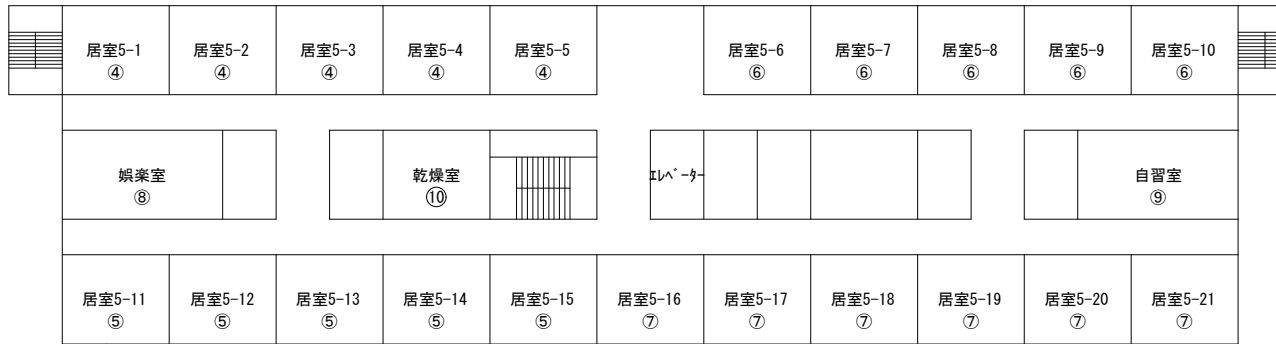 居室5-1 居室5-2 居室5-3 居室5-4 居室5-5 居室5-6 居室5-7 居室5-8 居室5-9 居室5-10
④ ④ ④ ④ ④ ⑥ ⑥ ⑥ ⑥ ⑥
娯楽室 乾燥室 ｴﾚﾍﾞｰﾀｰ 自習室
⑧ ⑩ ⑨
居室5-11 居室5-12 居室5-13 居室5-14 居室5-15 居室5-16 居室5-17 居室5-18 居室5-19 居室5-20 居室5-21
⑤ ⑤ ⑤ ⑤ ⑤ ⑦ ⑦ ⑦ ⑦ ⑦ ⑦